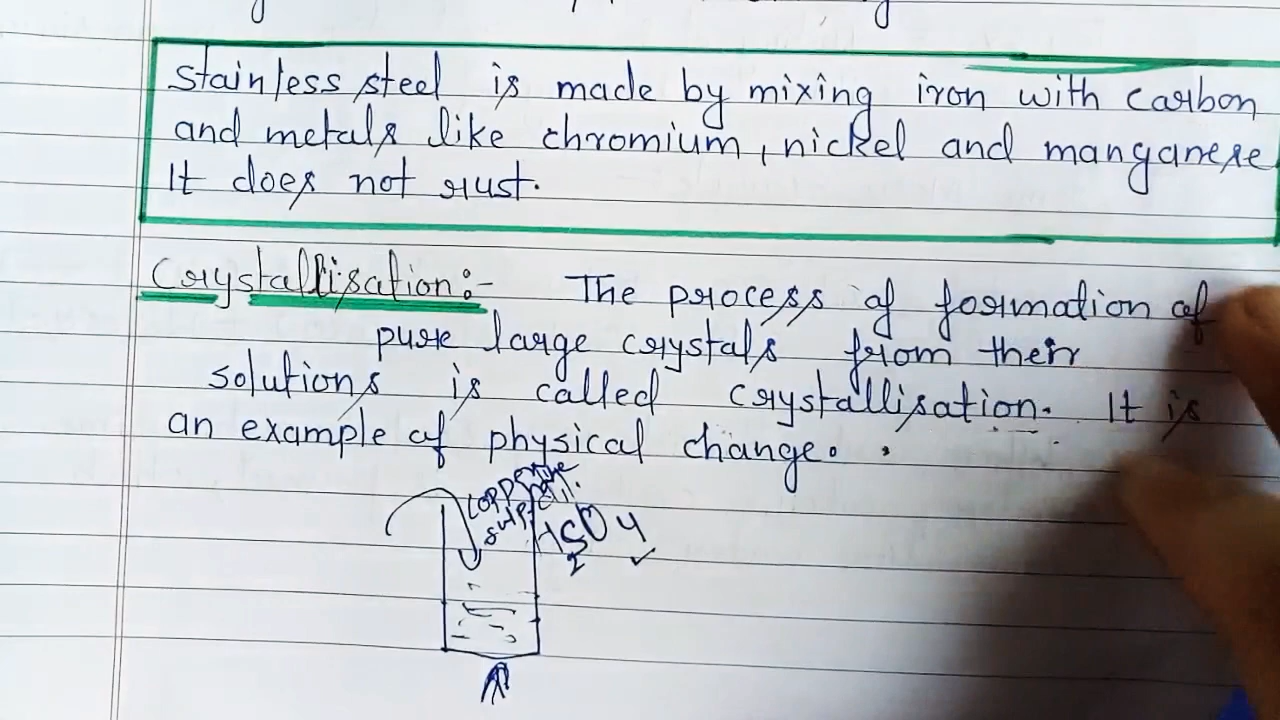 Stainless steel is made by mixing iron with carbon
and metals like chromium, nickel and manganese
It does not rust.
Crystallisation:- The process of formation of
pure large crystals from their
solutions is called crystallisation. It is
an example of physical change.
H2SO4